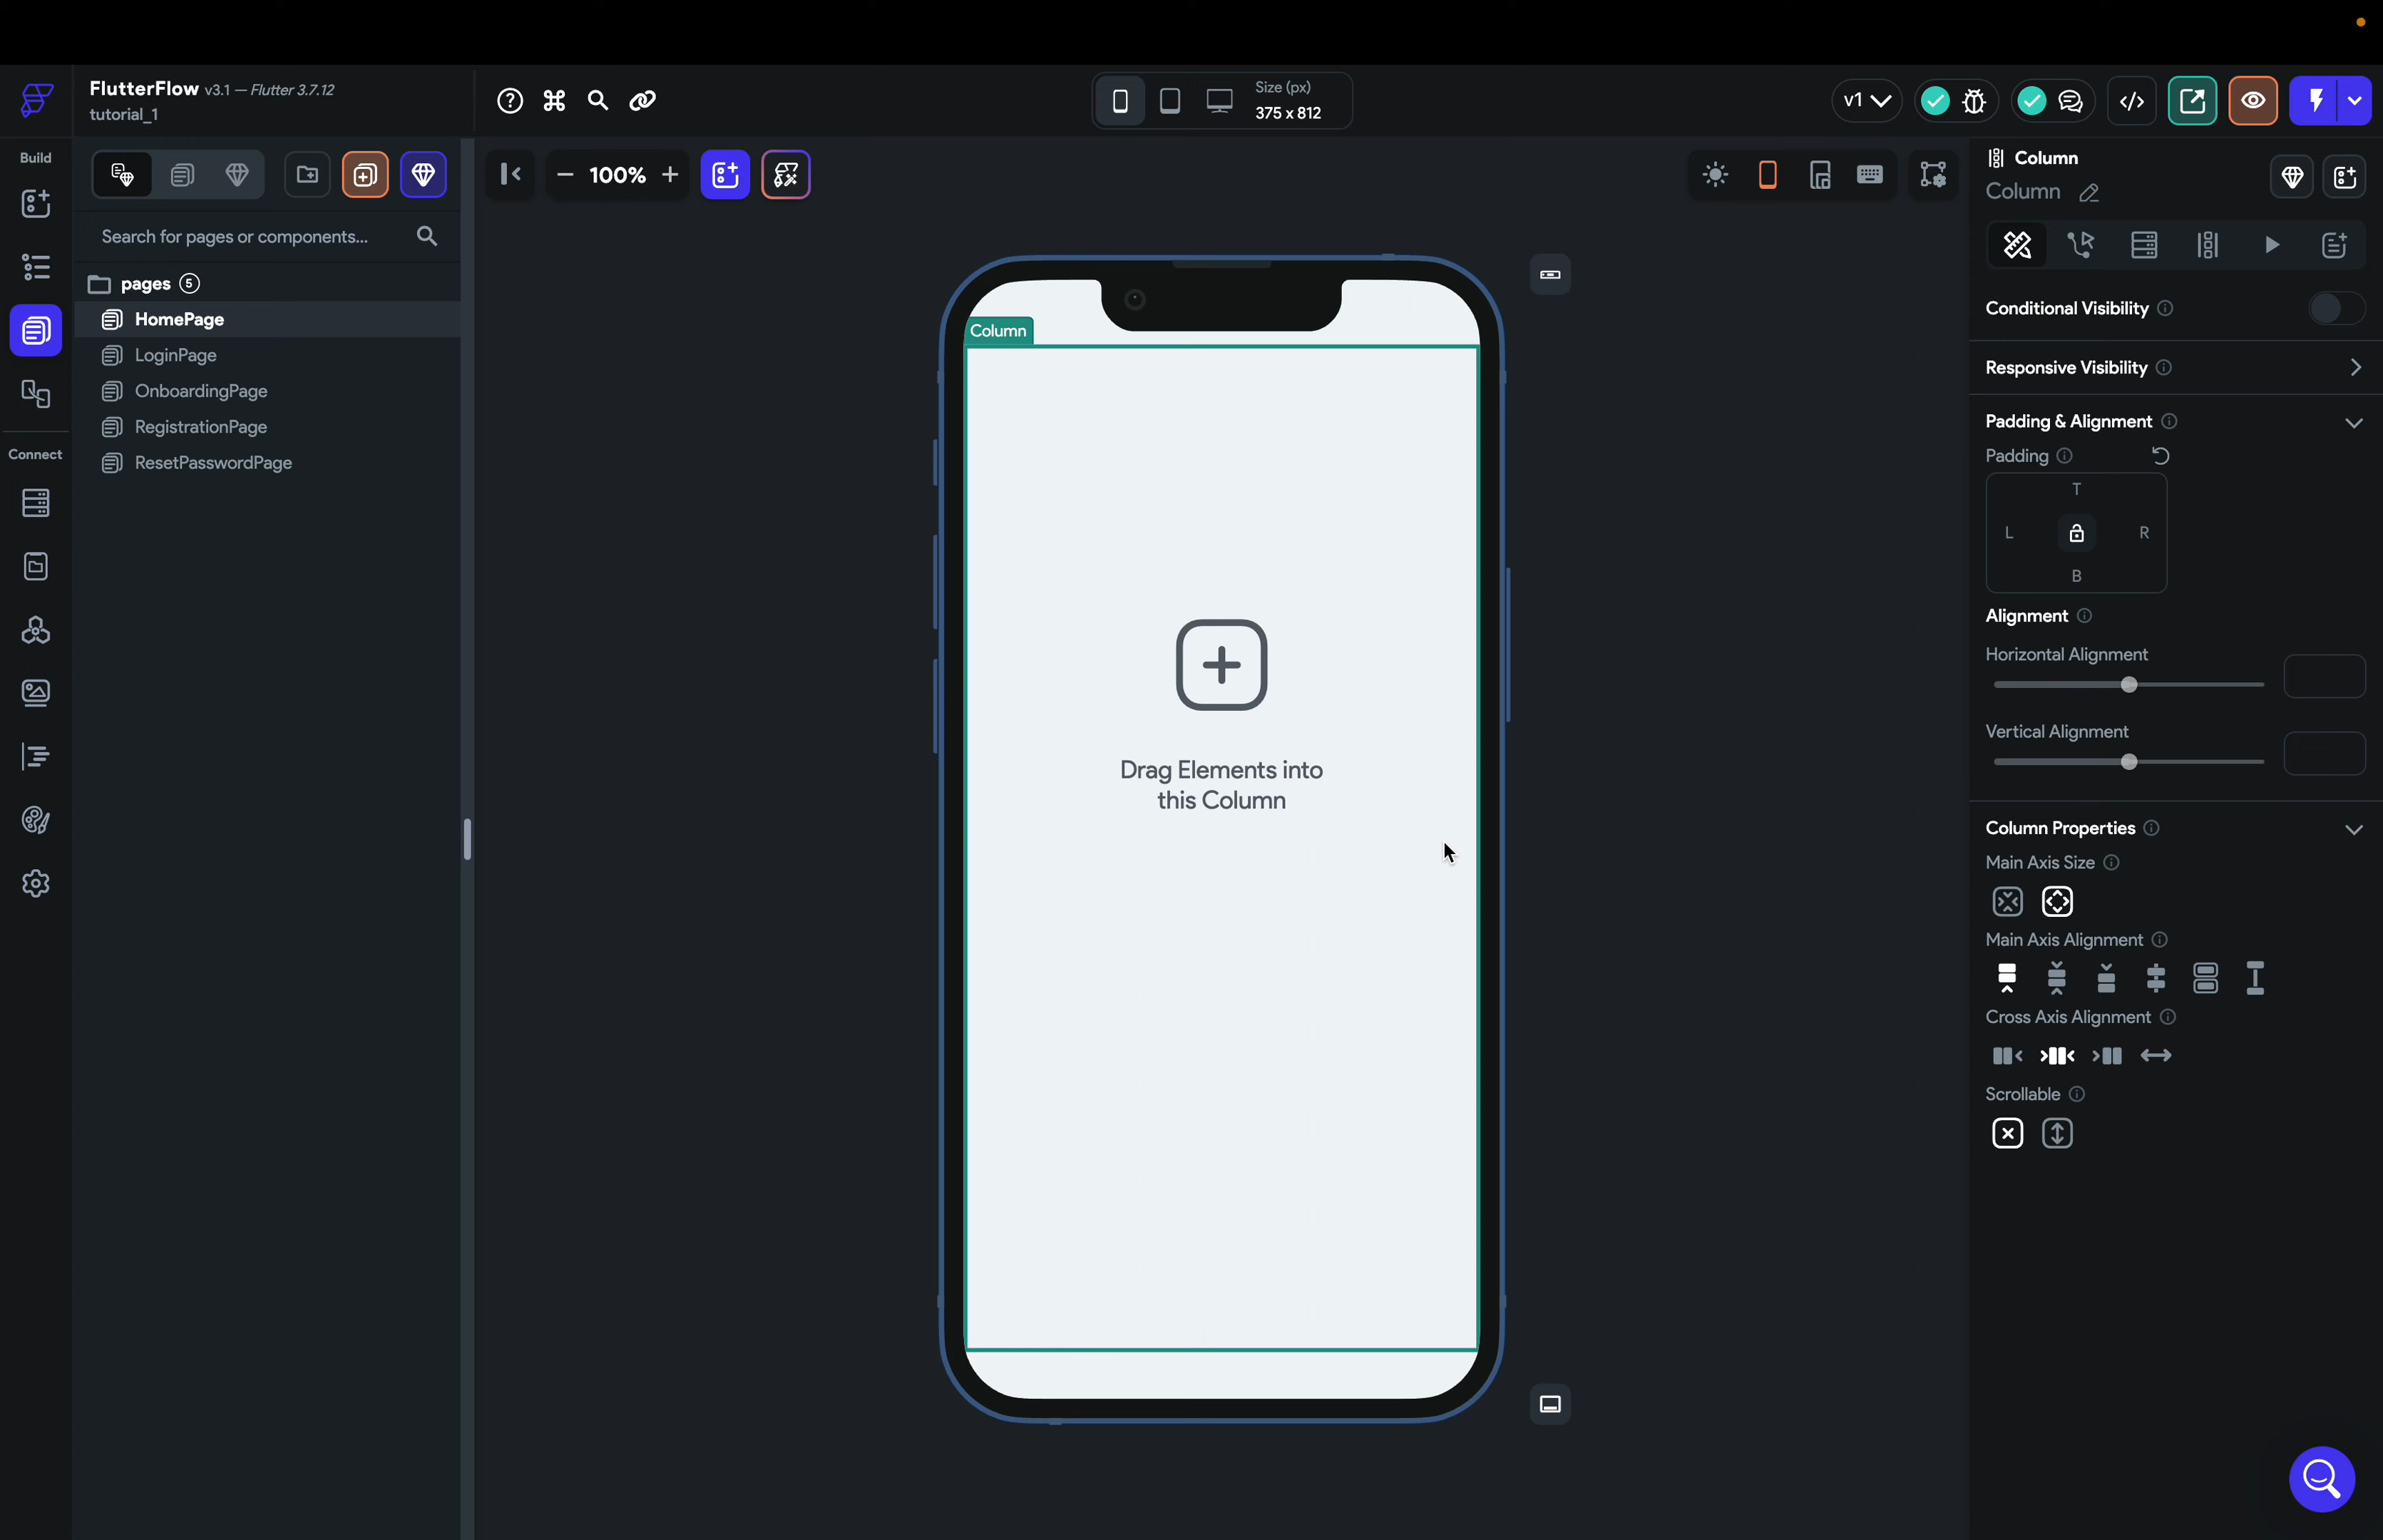 FlutterFlow v3.1 — Flutter 3.7.12
tutorial_1
Size (px)
375 x 812
v1
Build
Connect
100%
Search for pages or components...
pages 5
HomePage
LoginPage
OnboardingPage
RegistrationPage
ResetPasswordPage
Column
Drag Elements into
this Column
Column
Column
Conditional Visibility
Responsive Visibility
Padding & Alignment
Padding
T
L R
B
Alignment
Horizontal Alignment
Vertical Alignment
Column Properties
Main Axis Size
Main Axis Alignment
Cross Axis Alignment
Scrollable